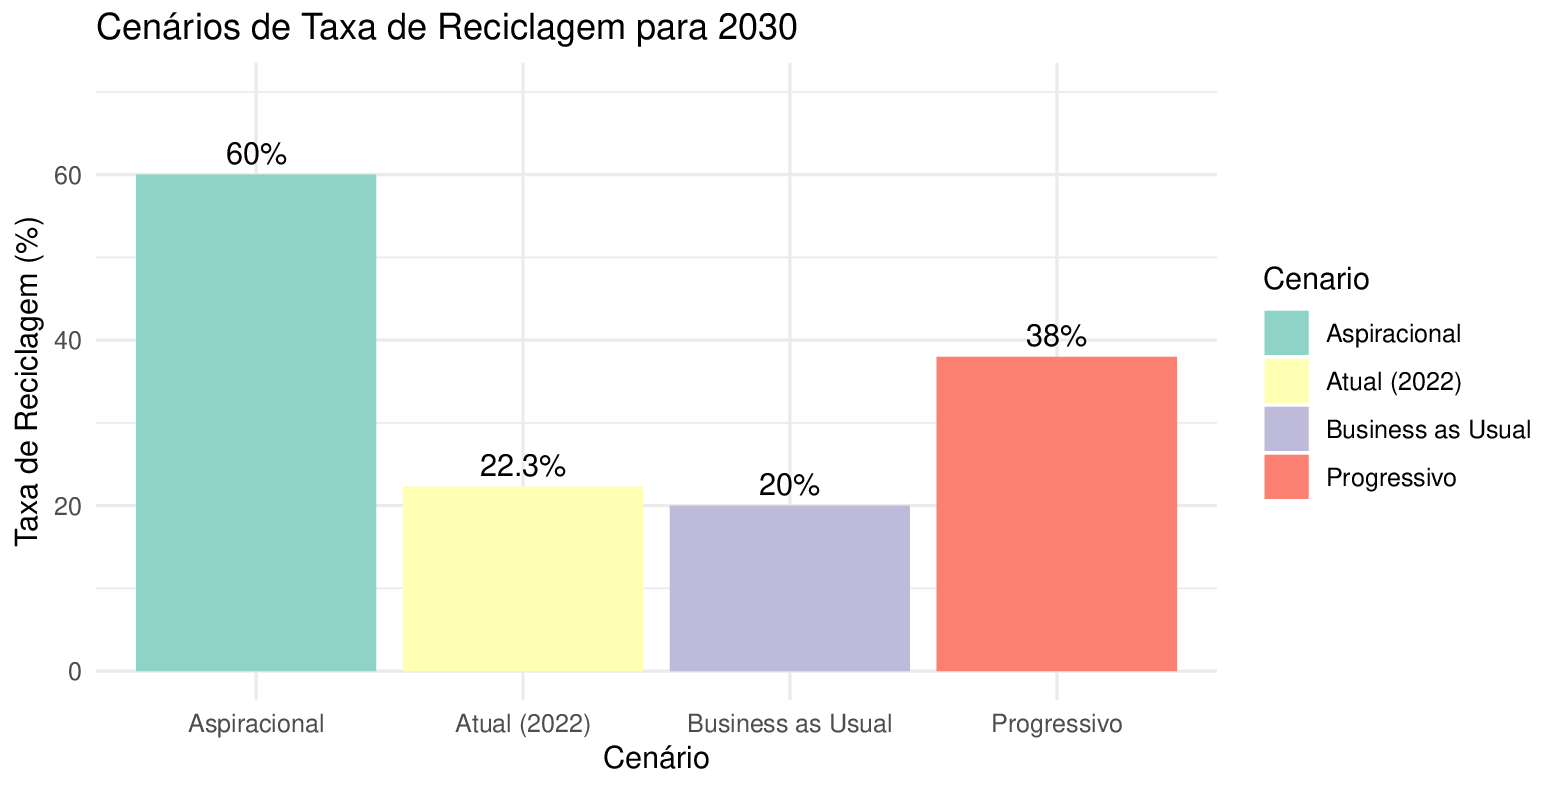 Cenários de Taxa de Reciclagem para 2030
Taxa de Reciclagem (%)
60
40
20
0
60%
22.3%
20%
38%
Aspiracional
Atual (2022)
Business as Usual
Progressivo
Cenário
Cenario
Aspiracional
Atual (2022)
Business as Usual
Progressivo